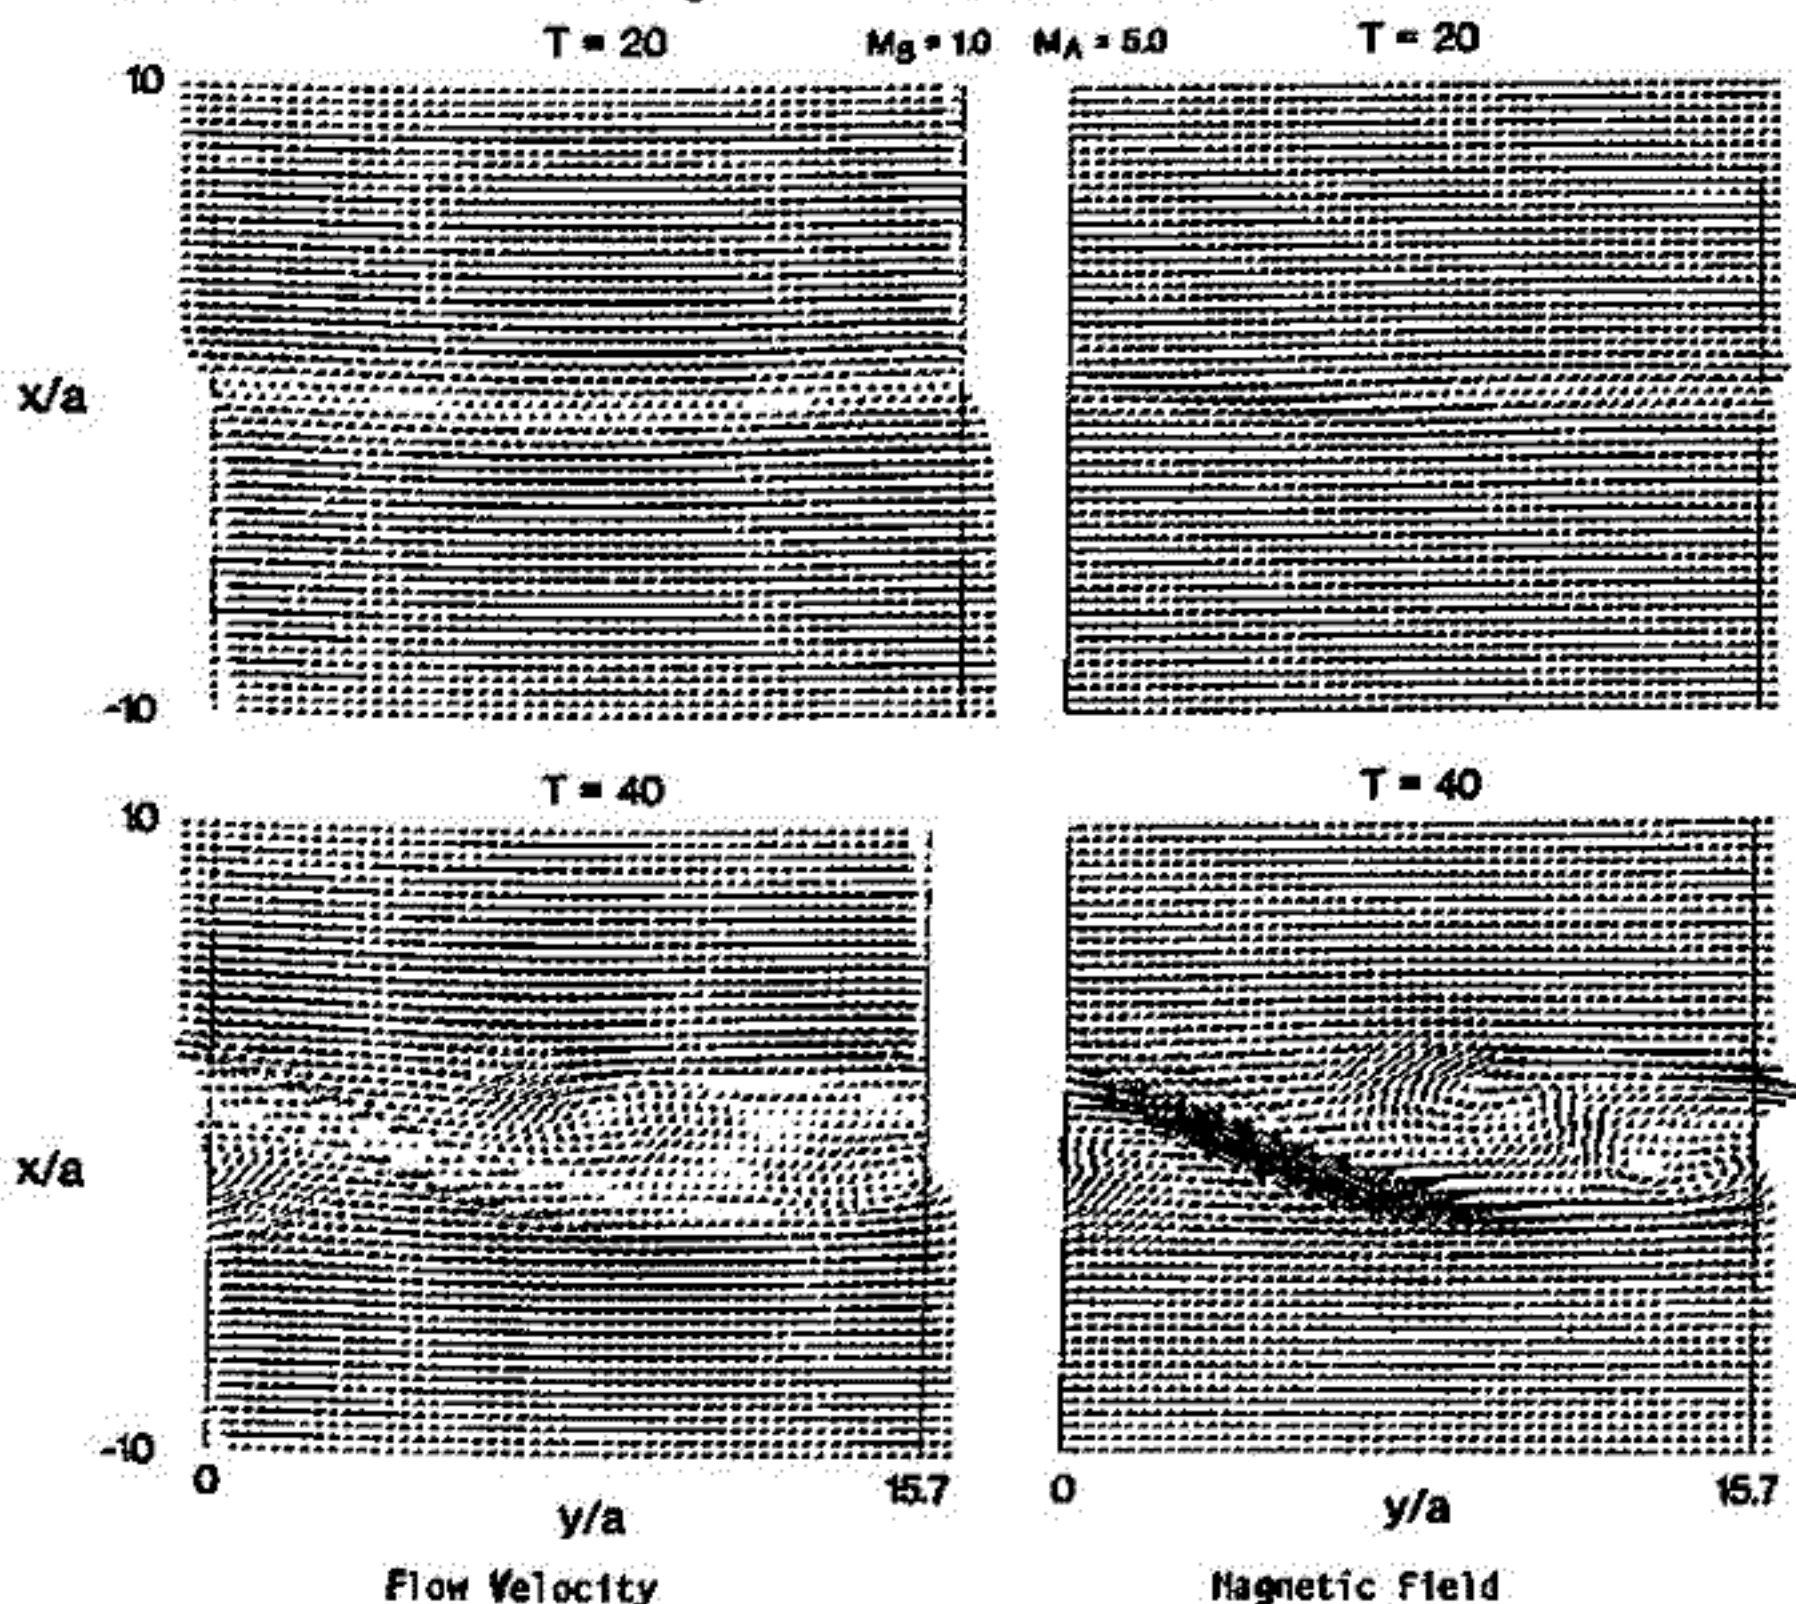 T = 20
M_S = 1.0 M_A = 5.0
T = 20
10
x/a
-10
T = 40
T = 40
10
x/a
-10
0
15.7
0
15.7
y/a
y/a
Flow Velocity
Magnetic Field